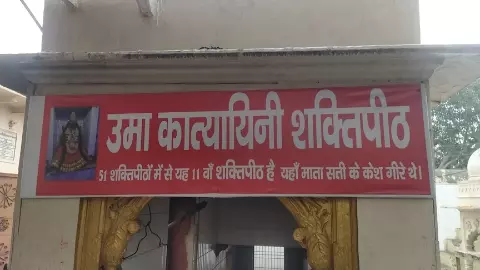 उमा कात्यायिनी शक्तिपीठ
51 शक्तिपीठों में से यह 11 वाँ शक्तिपीठ है यहाँ माता सती के केश गीरे थे।